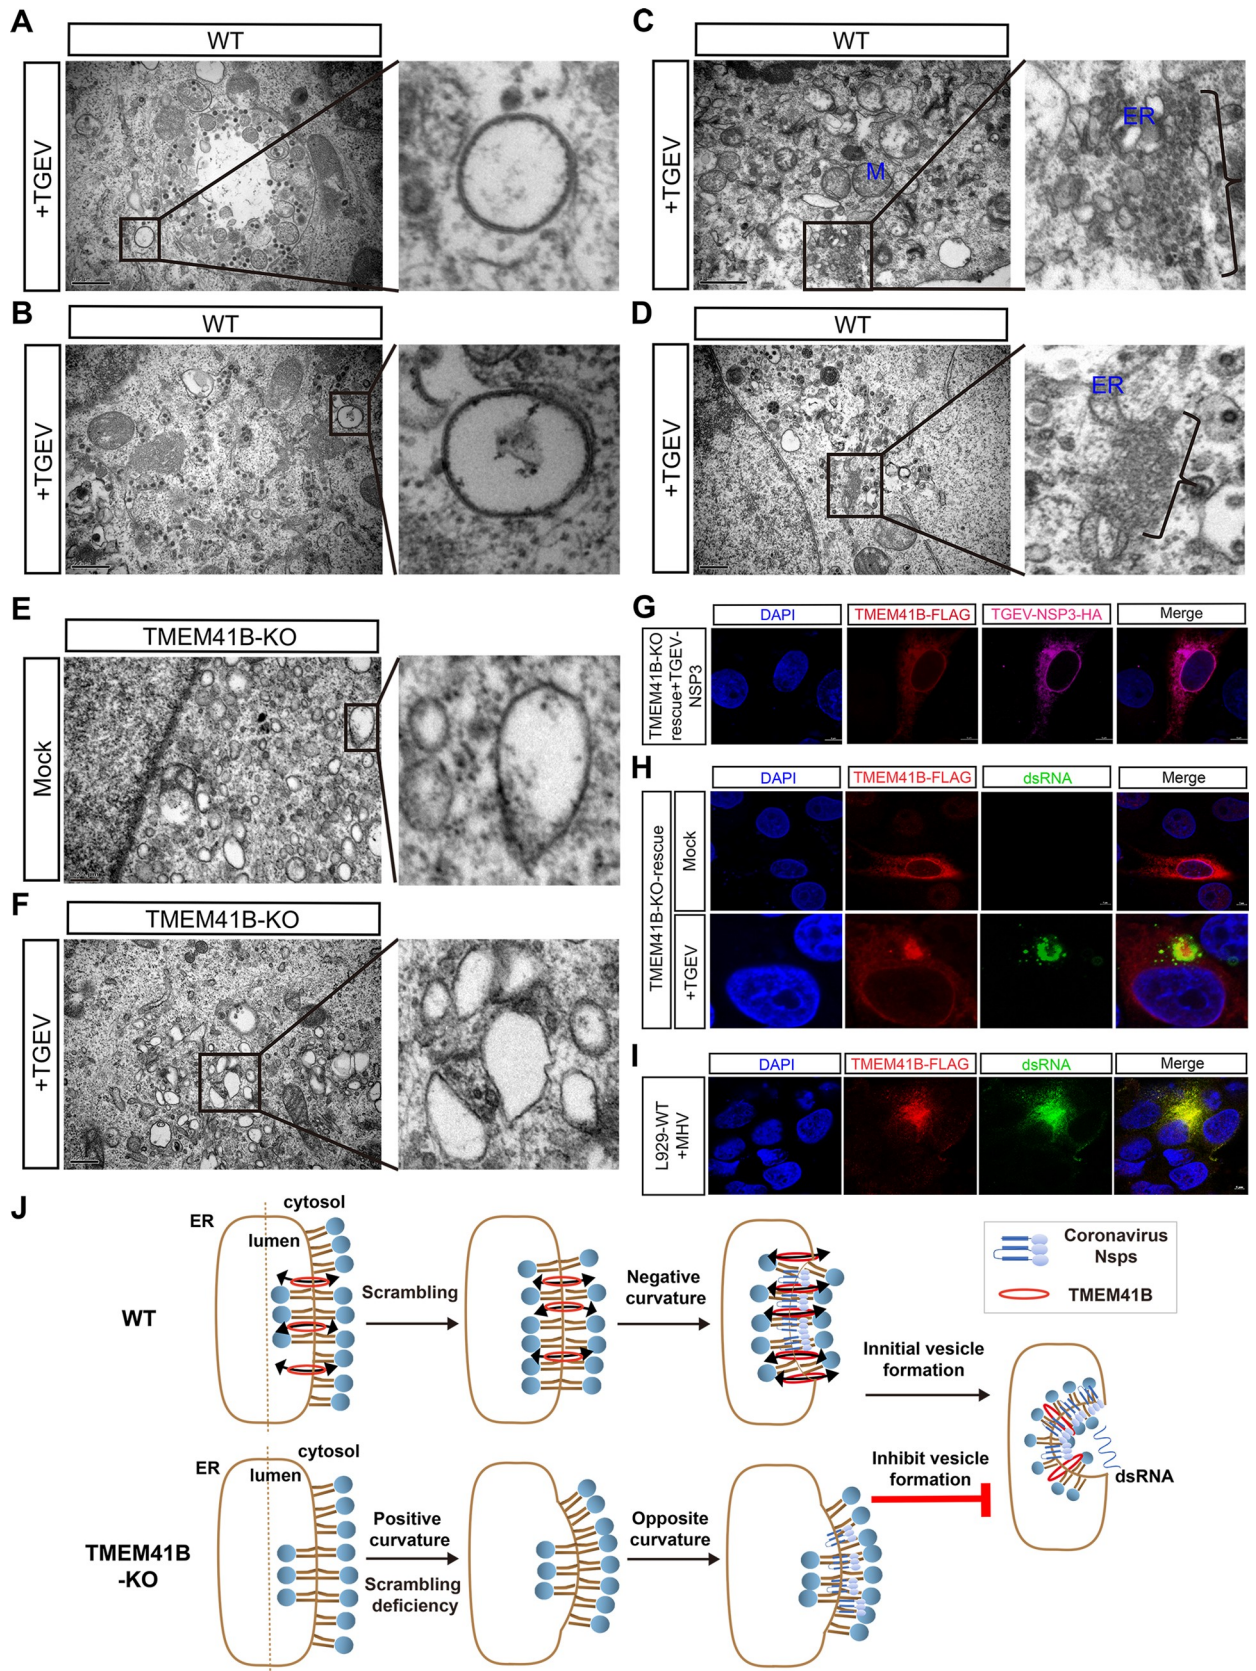 A
WT
+TGEV
B
WT
+TGEV
C
WT
+TGEV
M
ER
D
WT
+TGEV
ER
E
TMEM41B-KO
Mock
F
TMEM41B-KO
+TGEV
G
DAPI
TMEM41B-FLAG
TGEV-NSP3-HA
Merge
TMEM41B-KO
rescue+TGEV-
NSP3
H
DAPI
TMEM41B-FLAG
dsRNA
Merge
TMEM41B-KO-rescue
Mock
+TGEV
I
DAPI
TMEM41B-FLAG
dsRNA
Merge
L929-WT
+MHV
J
ER
cytosol
lumen
WT
Scrambling
Negative
curvature
Coronavirus
Nsps
TMEM41B
Innitial vesicle
formation
ER
cytosol
lumen
TMEM41B
-KO
Positive
curvature
Scrambling
deficiency
Opposite
curvature
Inhibit vesicle
formation
dsRNA